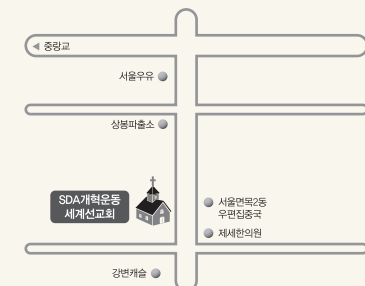 ◀ 중랑교
서울우유
상봉파출소
SDA개혁운동
세계선교회
서울면목2동
우편집중국
제세한의원
강변캐슬